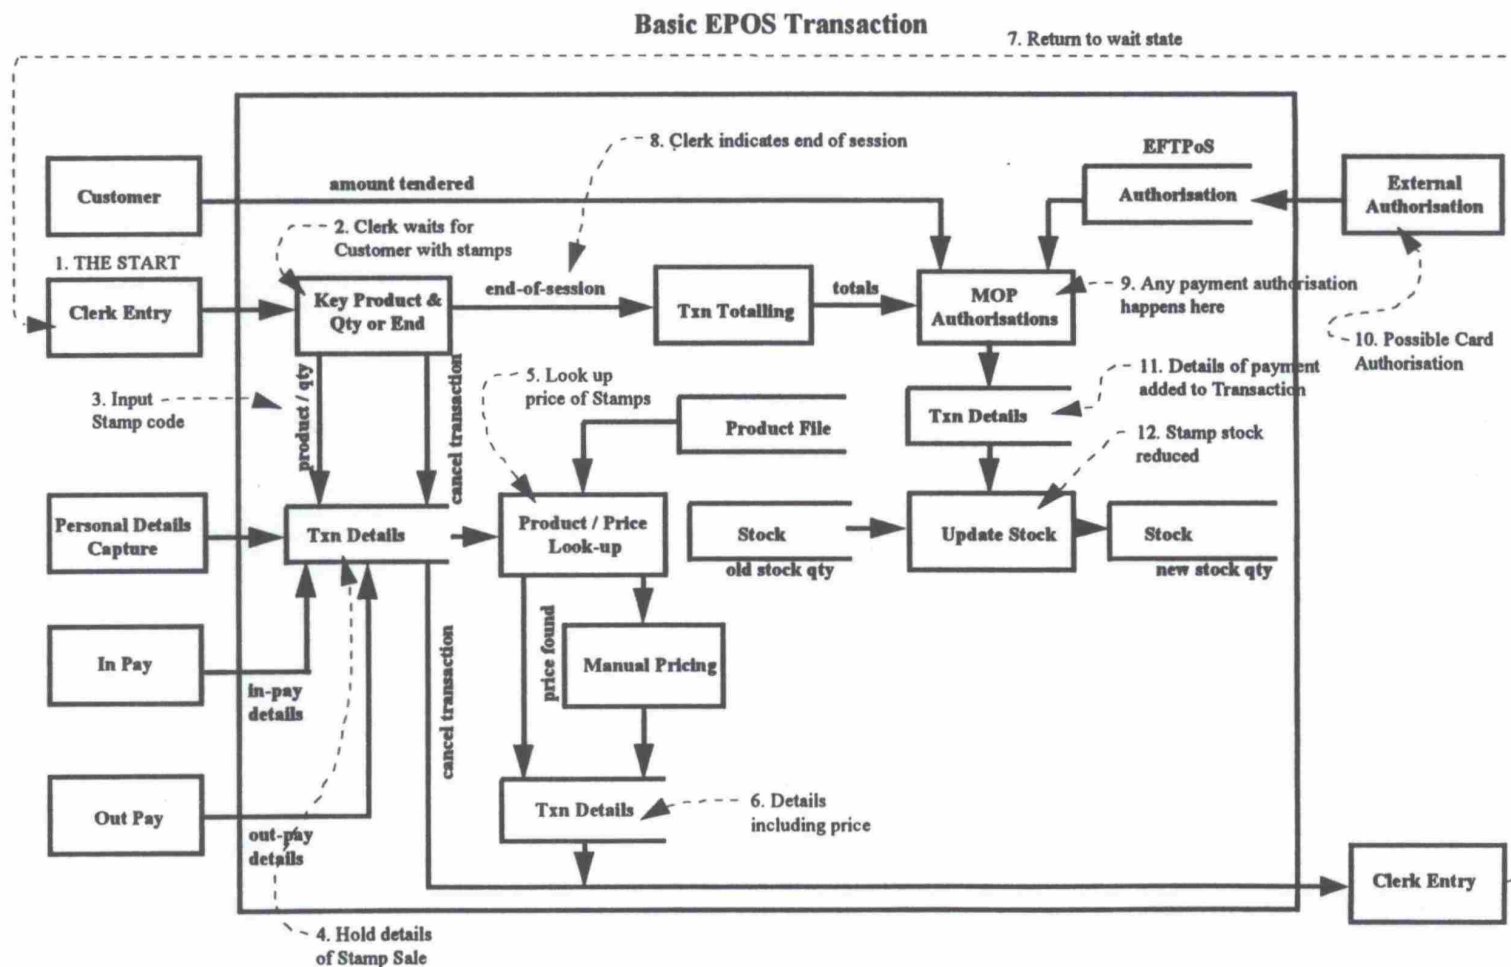 Basic EPOS Transaction
7. Return to wait state
8. Clerk indicates end of session
EFTPoS
Customer
amount tendered
Authorisation
External
Authorisation
2. Clerk waits for
Customer with stamps
1. THE START
Clerk Entry
Key Product &
Qty or End
end-of-session
Txn Totalling
totals
MOP
Authorisations
9. Any payment authorisation
happens here
10. Possible Card
Authorisation
3. Input
Stamp code
product / qty
cancel transaction
5. Look up
price of Stamps
Product File
11. Details of payment
added to Transaction
Txn Details
12. Stamp stock
reduced
Personal Details
Capture
Txn Details
Product / Price
Look-up
Stock
old stock qty
Update Stock
Stock
new stock qty
In Pay
in-pay
details
cancel transaction
price found
Manual Pricing
Out Pay
out-pay
details
Txn Details
6. Details
including price
Clerk Entry
4. Hold details
of Stamp Sale